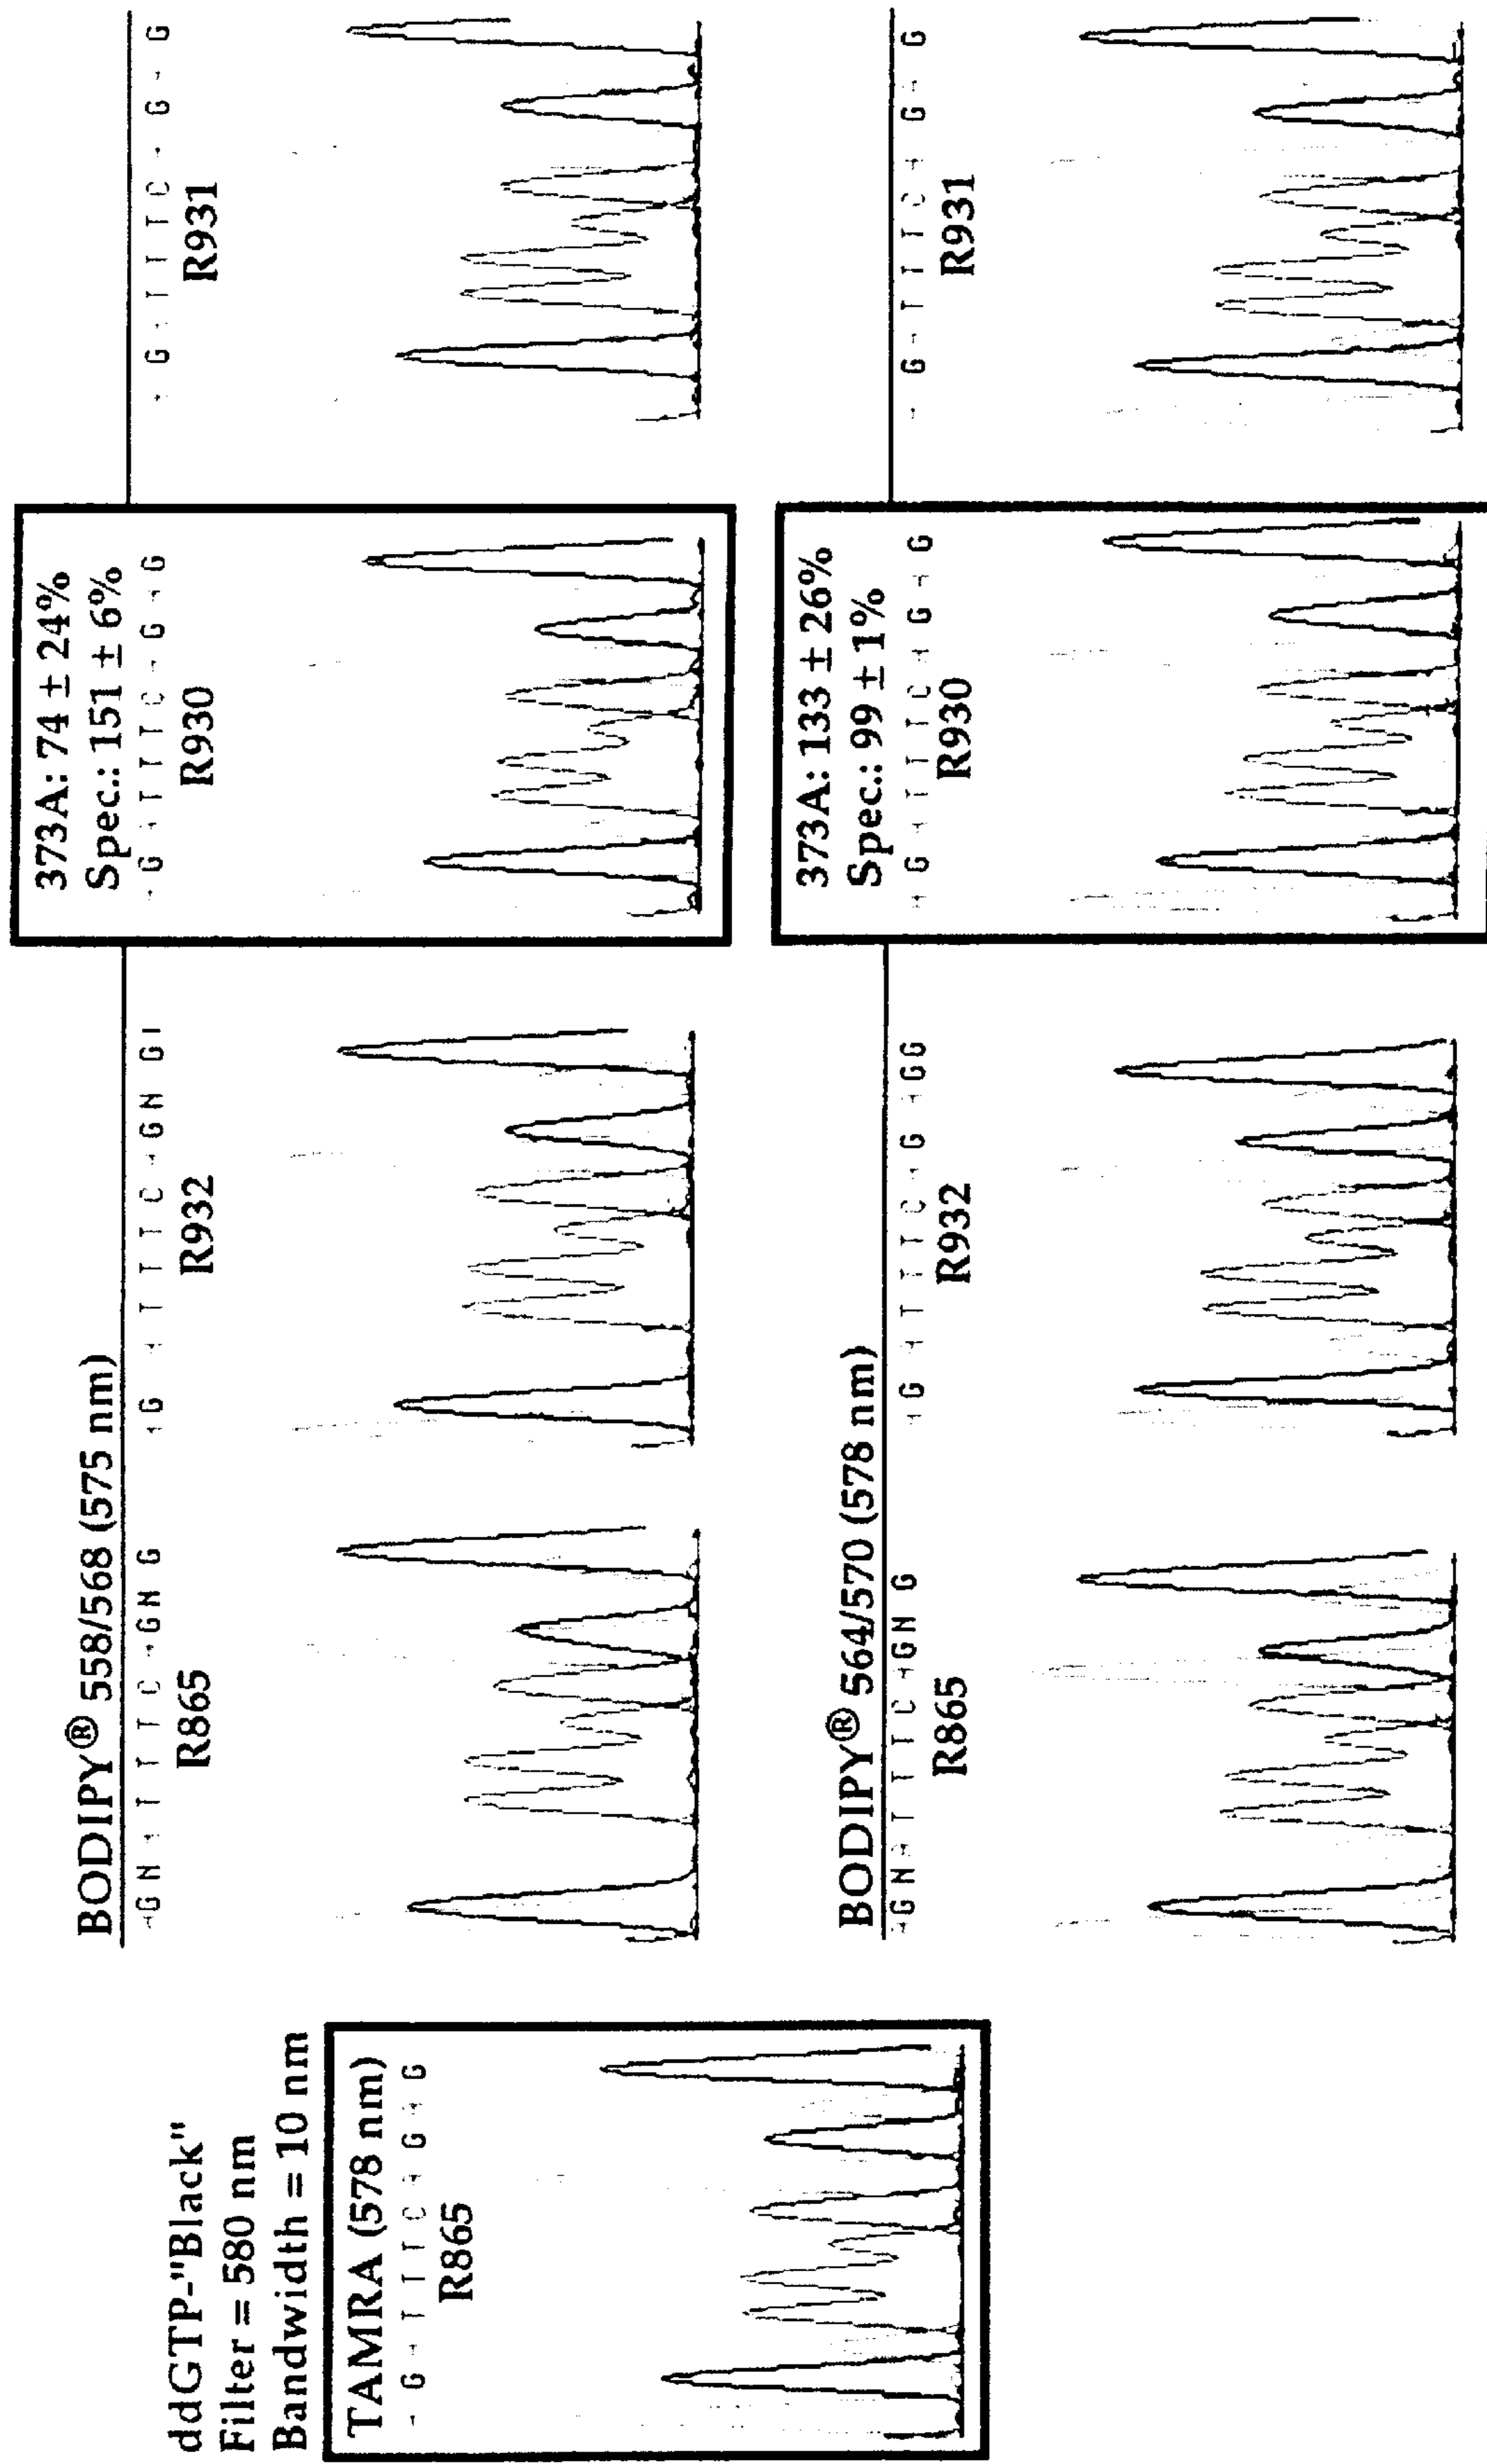 ddGTP-"Black"
Filter = 580 nm
Bandwidth = 10 nm
TAMRA (578 nm)
G T T T C G G
R865
BODIPY® 558/568 (575 nm)
G N T T T C G N G
R865
G T T T C G N G
R932
373A: 74 ± 24%
Spec.: 151 ± 6%
G T T T C G G
R930
G T T T C G G
R931
BODIPY® 564/570 (578 nm)
G N T T T C G N G
R865
G T T T C G G G
R932
373A: 133 ± 26%
Spec.: 99 ± 1%
G T T T C G G
R930
G T T T C G G
R931